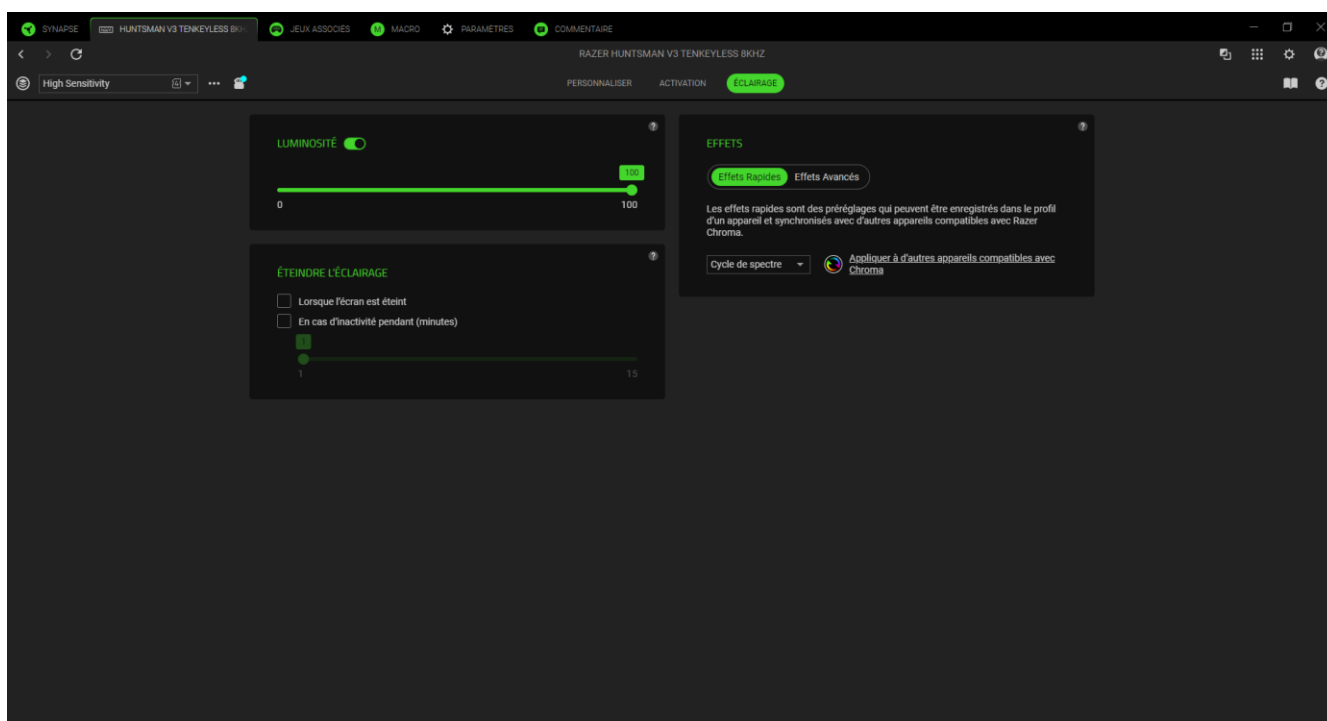 SYNAPSE
HUNTSMAN V3 TENKEYLESS 8KH
JEUX ASSOCIÉS
MACRO
PARAMÈTRES
COMMENTAIRE
RAZER HUNTSMAN V3 TENKEYLESS 8KHZ
High Sensitivity
PERSONNALISER
ACTIVATION
ÉCLAIRAGE
LUMINOSITÉ
100
0
100
ÉTEINDRE L'ÉCLAIRAGE
Lorsque l'écran est éteint
En cas d'inactivité pendant (minutes)
1
1
15
EFFETS
Effets Rapides
Effets Avancés
Les effets rapides sont des préréglages qui peuvent être enregistrés dans le profil
d'un appareil et synchronisés avec d'autres appareils compatibles avec Razer
Chroma.
Cycle de spectre
Appliquer à d'autres appareils compatibles avec
Chroma